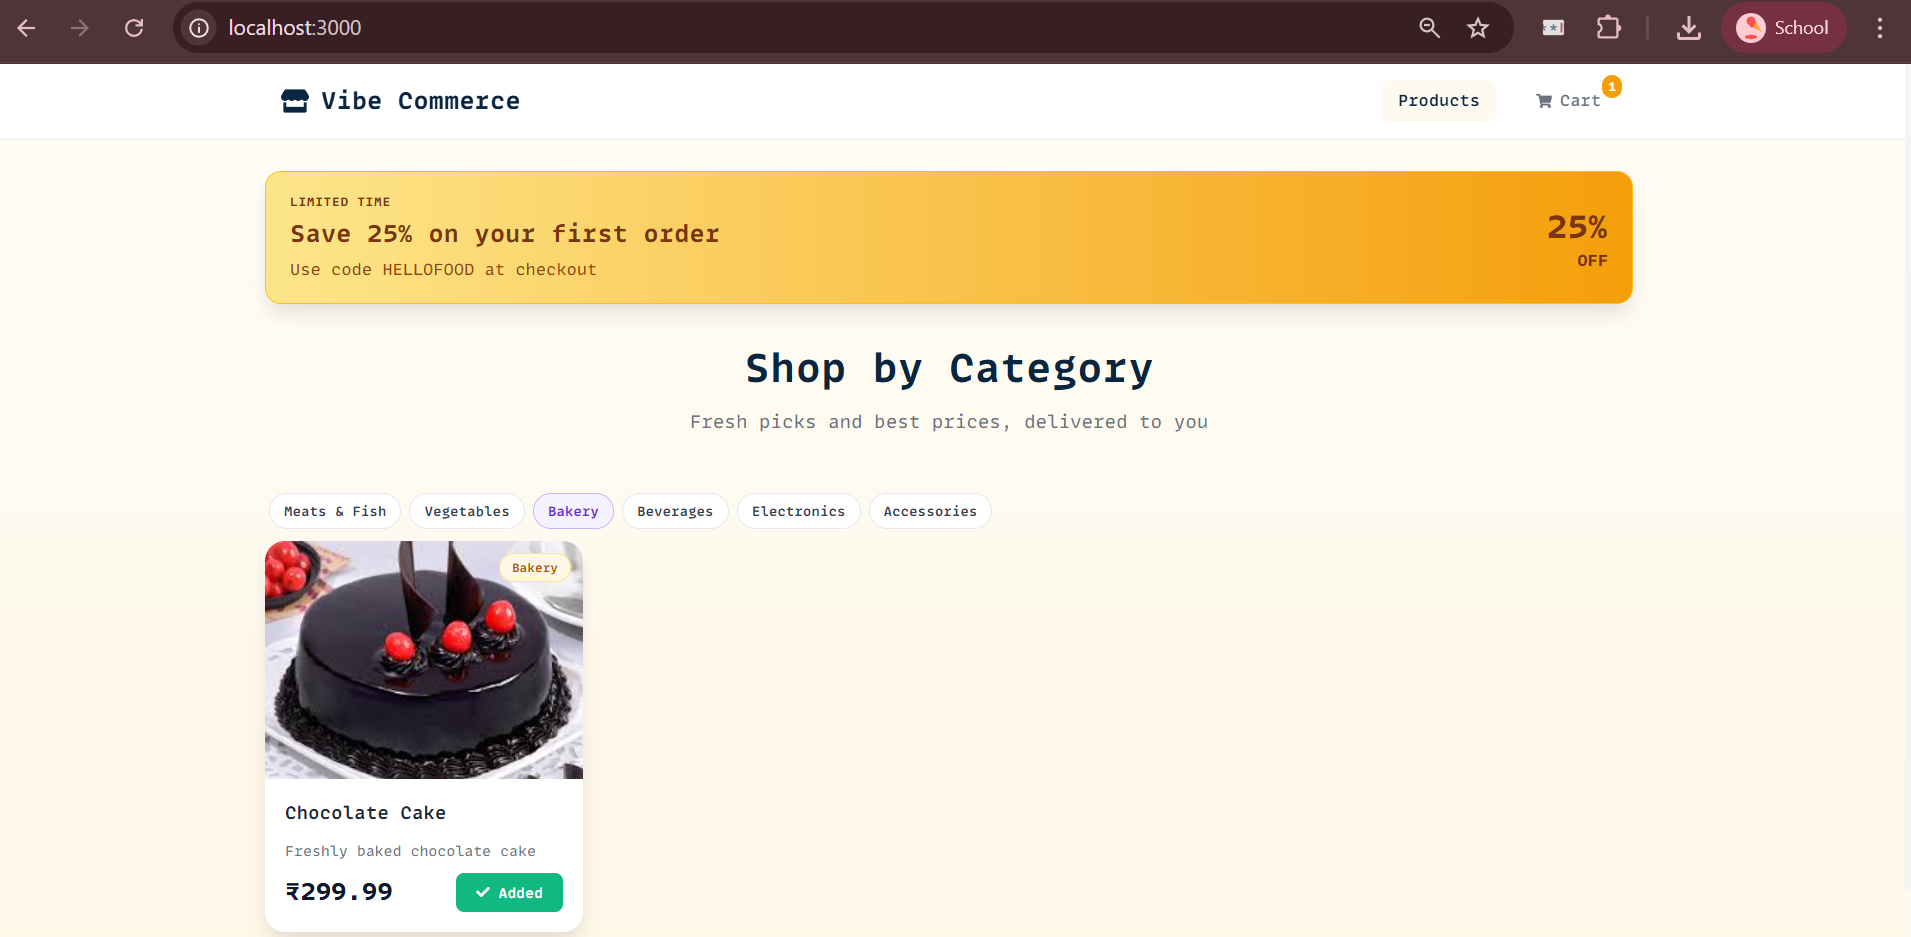 localhost:3000
School
Vibe Commerce
Products
Cart
1
LIMITED TIME
Save 25% on your first order
Use code HELLOFOOD at checkout
25%
OFF
Shop by Category
Fresh picks and best prices, delivered to you
Meats & Fish
Vegetables
Bakery
Beverages
Electronics
Accessories
Bakery
Chocolate Cake
Freshly baked chocolate cake
₹299.99
Added